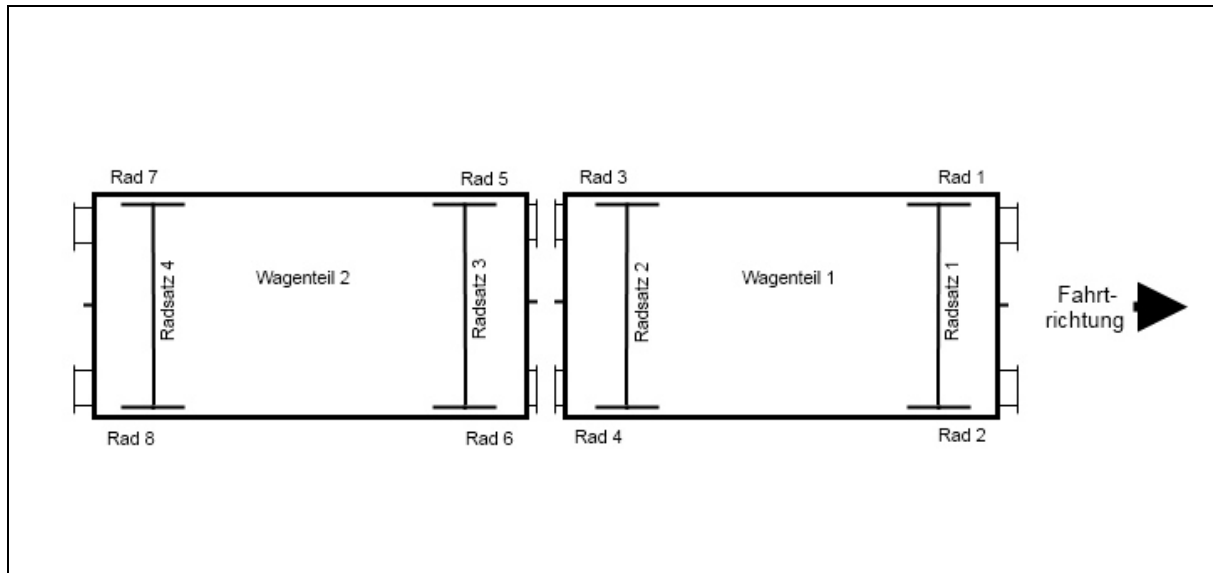 Rad 7
Rad 5
Rad 3
Rad 1
Radsatz 4
Wagenteil 2
Radsatz 3
Radsatz 2
Wagenteil 1
Radsatz 1
Fahrt-
richtung
Rad 8
Rad 6
Rad 4
Rad 2